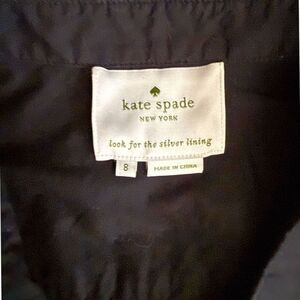 kate spade
NEW YORK
look for the silver lining
8
MADE IN CHINA